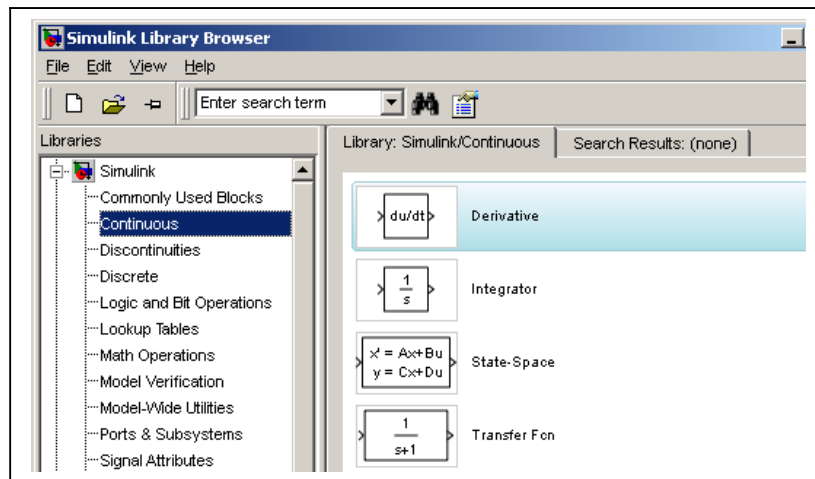 Simulink Library Browser
File Edit View Help
Enter search term
Libraries
Simulink
Commonly Used Blocks
Continuous
Discontinuities
Discrete
Logic and Bit Operations
Lookup Tables
Math Operations
Model Verification
Model-Wide Utilities
Ports & Subsystems
Signal Attributes
Library: Simulink/Continuous
Search Results: (none)
du/dt
Derivative
1
s
Integrator
x' = Ax+Bu
y = Cx+Du
State-Space
1
s+1
Transfer Fcn